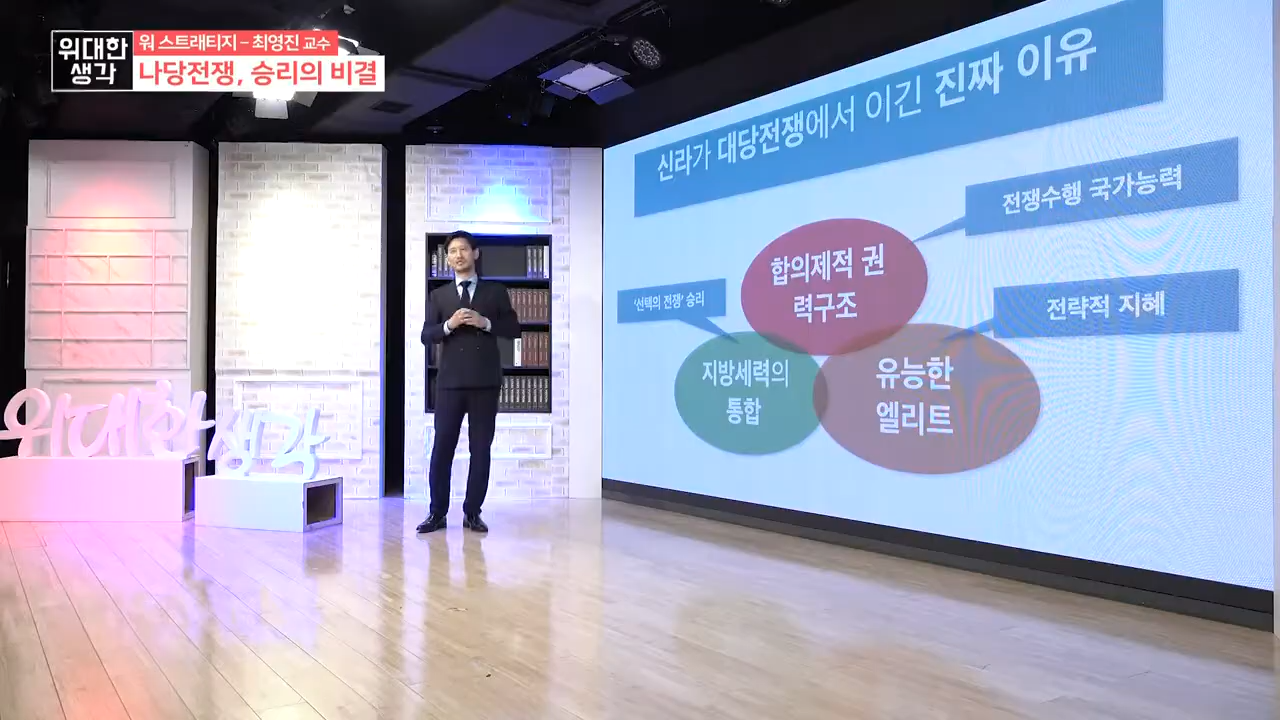 위대한
생각
워 스트래티지 – 최영진 교수
나당전쟁, 승리의 비결
신라가 대당전쟁에서 이긴 진짜 이유
전쟁수행 국가능력
합의제적 권
력구조
'선택의 전쟁' 승리
전략적 지혜
지방세력의
통합
유능한
엘리트
위대한 생각